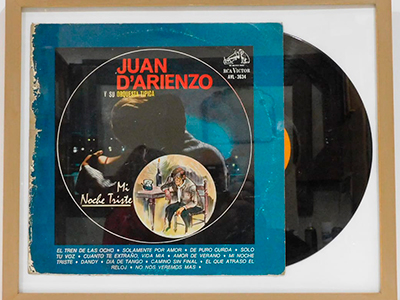 JUAN
D'ARIENZO
Y SU ORQUESTA TIPICA
RCA VICTOR
AVL-3634
Mi
Noche Triste
EL TREN DE LAS OCHO • SOLAMENTE POR AMOR • DE PURO CURDA • SOLO
TU VOZ • CUANTO TE EXTRAÑO, VIDA MIA • AMOR DE VERANO • MI NOCHE
TRISTE • DANDY • DIA DE TANGO • CAMINO SIN FINAL • EL QUE ATRASO EL
RELOJ • NO NOS VEREMOS MAS •